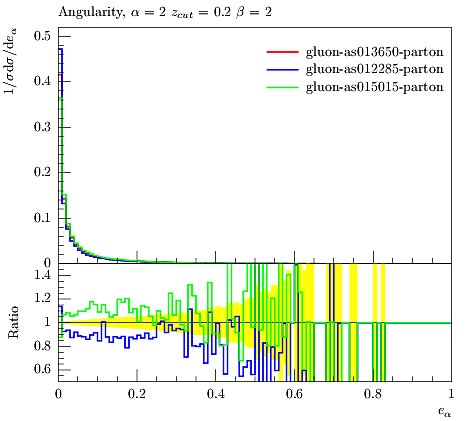 Angularity, α = 2 z_cut = 0.2 β = 2
1/σ dσ/de_α
gluon-as013650-parton
gluon-as012285-parton
gluon-as015015-parton
0.5
0.4
0.3
0.2
0.1
0
Ratio
1.4
1.2
1
0.8
0.6
0 0.2 0.4 0.6 0.8 1
e_α